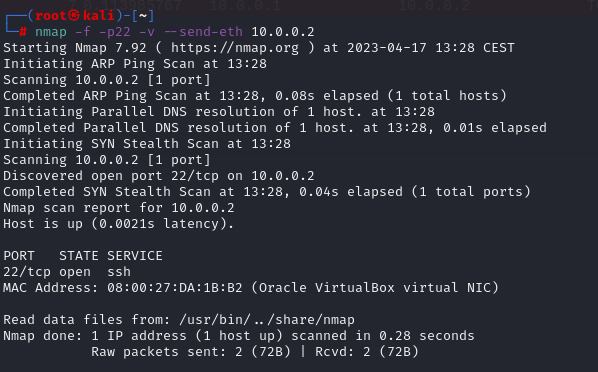 ┌──(root㉿kali)-[~]
└─# nmap -f -p22 -v --send-eth 10.0.0.2
Starting Nmap 7.92 ( https://nmap.org ) at 2023-04-17 13:28 CEST
Initiating ARP Ping Scan at 13:28
Scanning 10.0.0.2 [1 port]
Completed ARP Ping Scan at 13:28, 0.08s elapsed (1 total hosts)
Initiating Parallel DNS resolution of 1 host. at 13:28
Completed Parallel DNS resolution of 1 host. at 13:28, 0.01s elapsed
Initiating SYN Stealth Scan at 13:28
Scanning 10.0.0.2 [1 port]
Discovered open port 22/tcp on 10.0.0.2
Completed SYN Stealth Scan at 13:28, 0.04s elapsed (1 total ports)
Nmap scan report for 10.0.0.2
Host is up (0.0021s latency).

PORT   STATE SERVICE
22/tcp open  ssh
MAC Address: 08:00:27:DA:1B:B2 (Oracle VirtualBox virtual NIC)

Read data files from: /usr/bin/../share/nmap
Nmap done: 1 IP address (1 host up) scanned in 0.28 seconds
           Raw packets sent: 2 (72B) | Rcvd: 2 (72B)